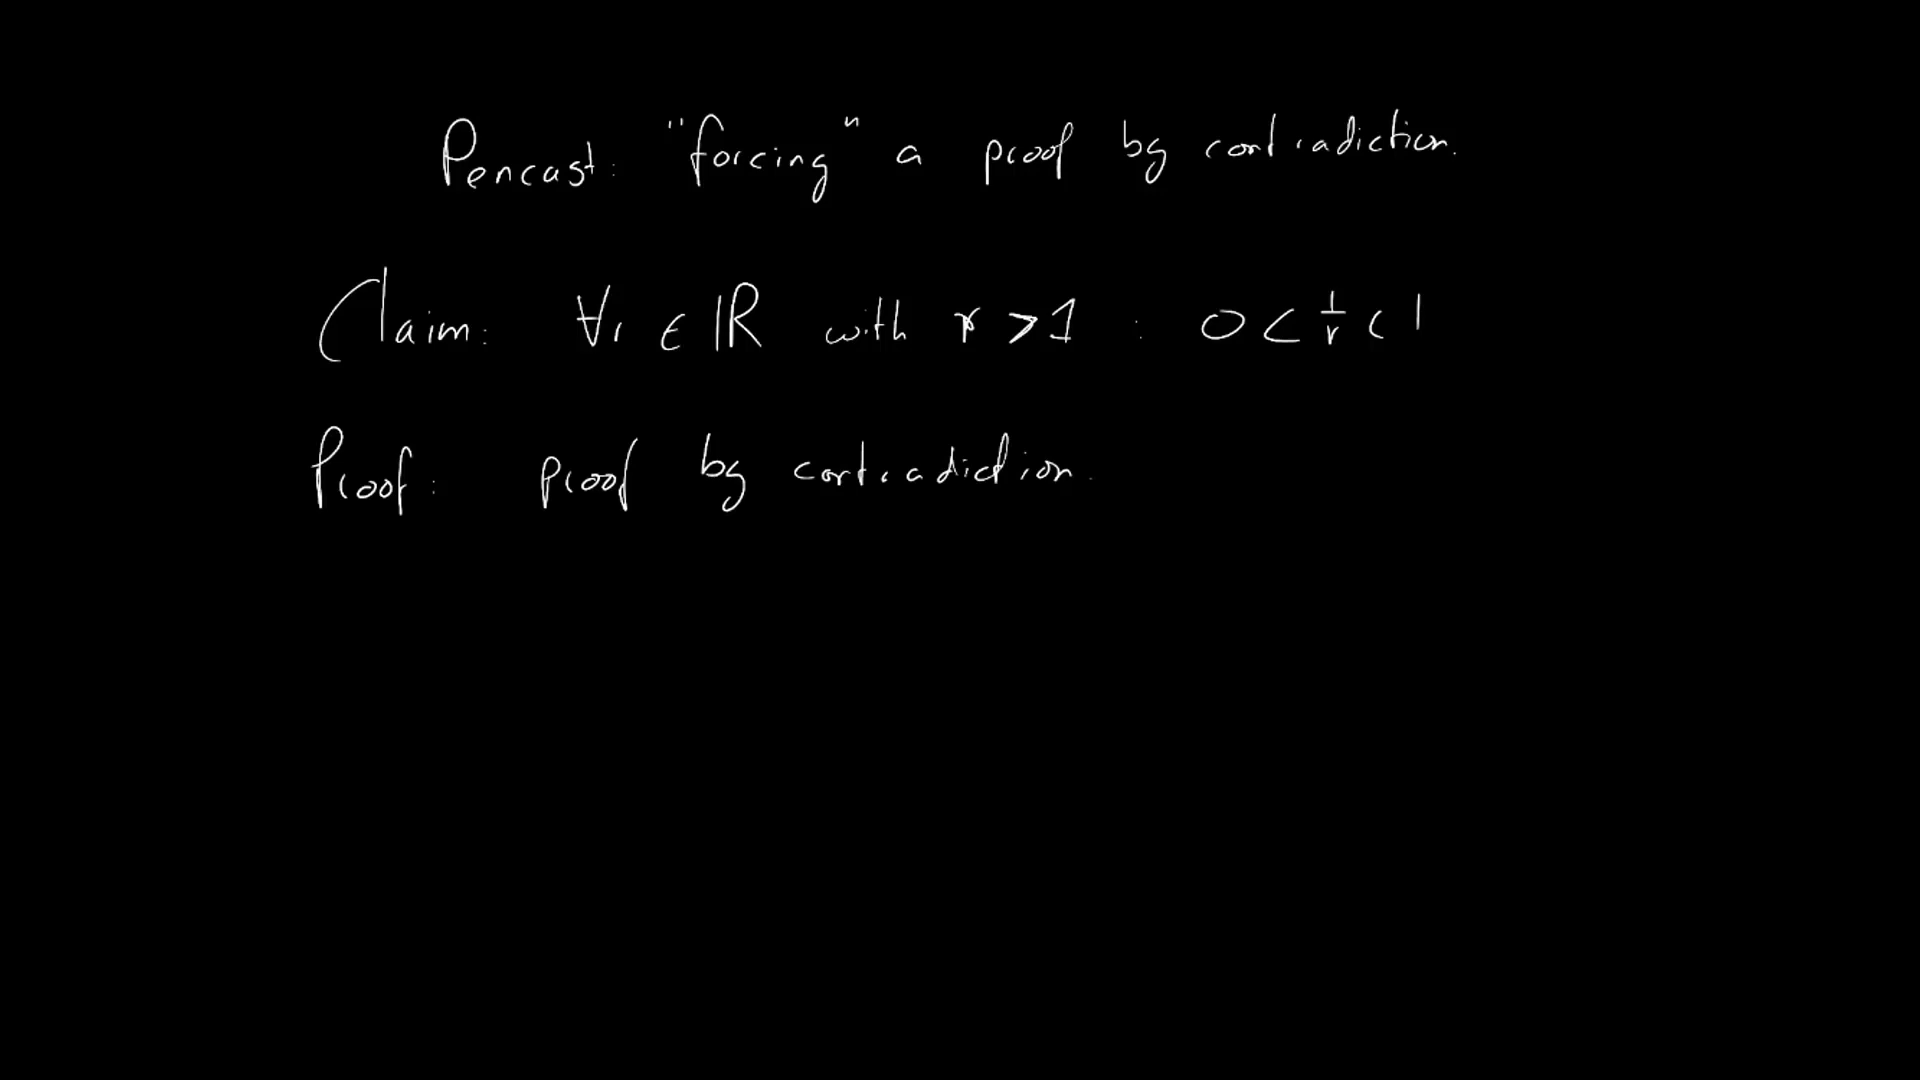 Pencast: "forcing" a proof by contradiction.
Claim: ∀r ∈ ℝ with r > 1 : 0 < 1/r < 1
Proof: proof by contradiction.